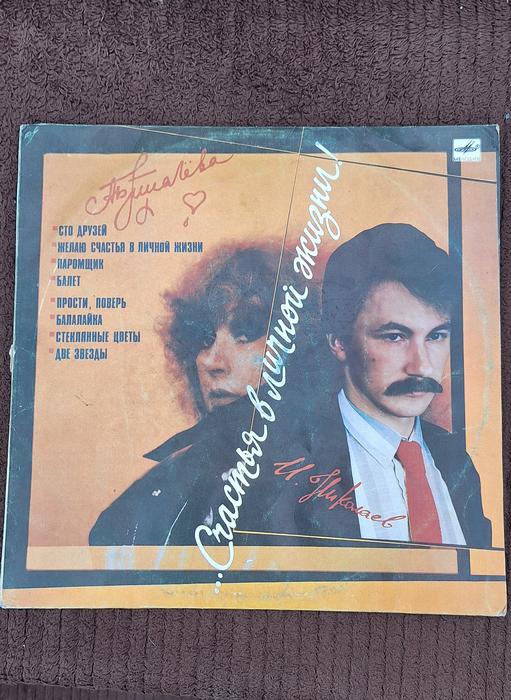 А. Пугачёва
МЕЛОДИЯ
СТО ДРУЗЕЙ
ЖЕЛАЮ СЧАСТЬЯ В ЛИЧНОЙ ЖИЗНИ
ПАРОМЩИК
БАЛЕТ
ПРОСТИ, ПОВЕРЬ
БАЛАЛАЙКА
СТЕКЛЯННЫЕ ЦВЕТЫ
ДВЕ ЗВЕЗДЫ
...Счастья в личной жизни!
И. Николаев